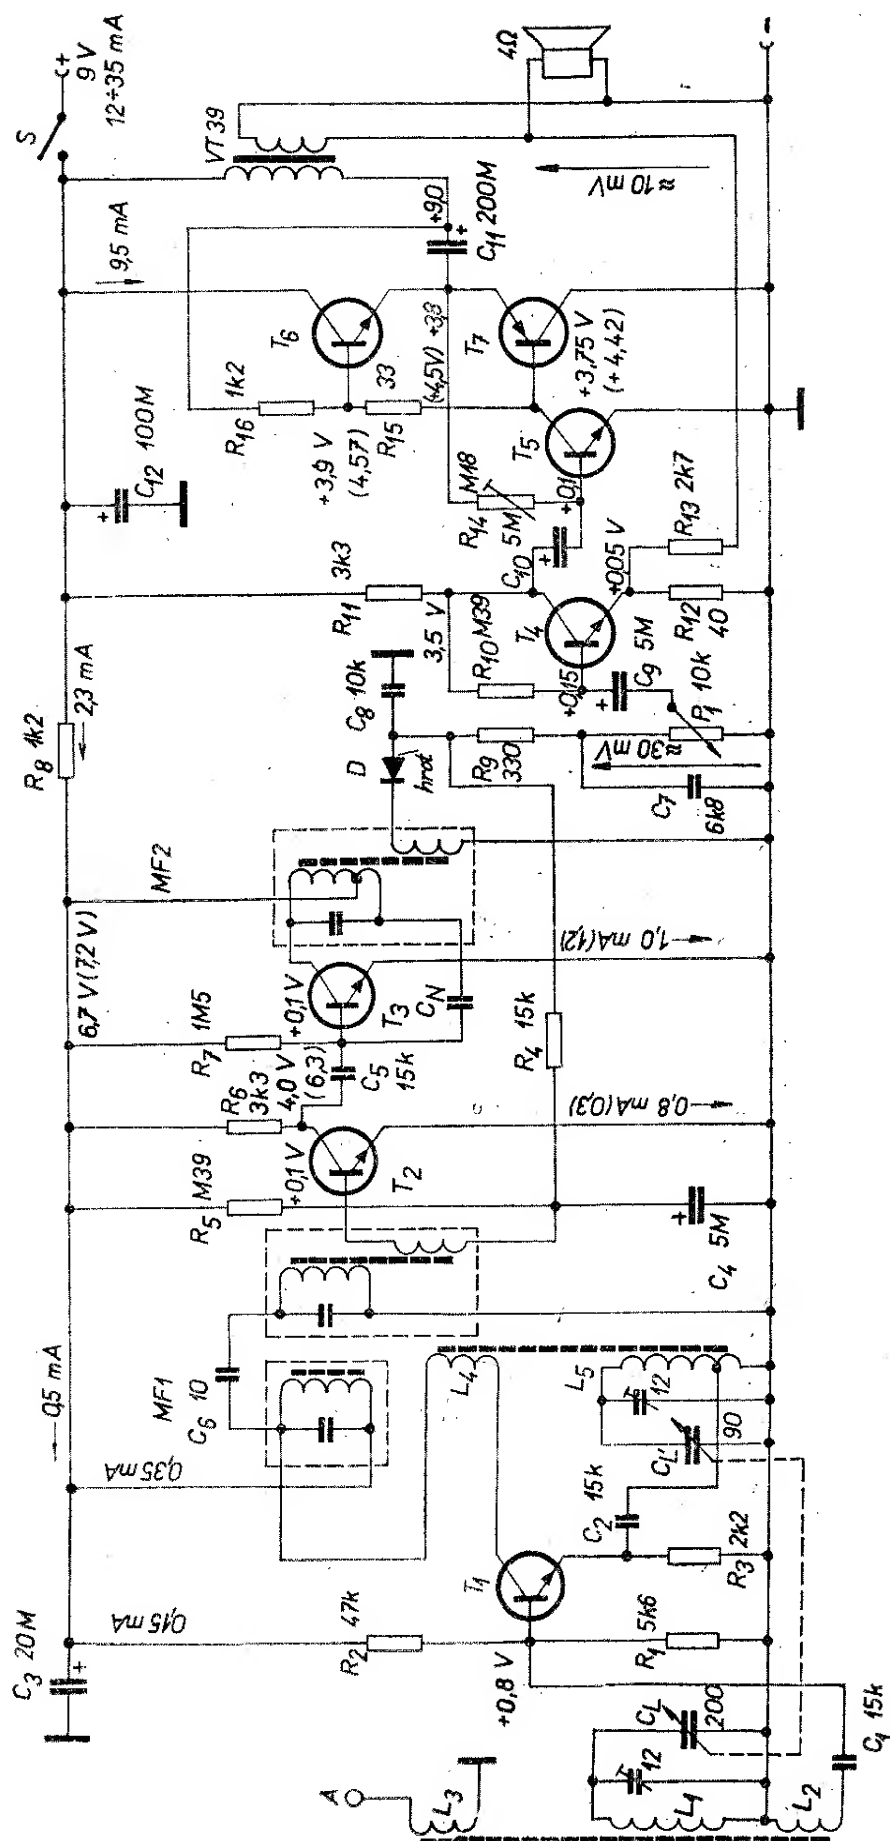 C3 20M
0,15 mA
0,35 mA
0,5 mA
6,7 V (7,2 V)
R8 1k2
2,3 mA
C12 100M
9,5 mA
S
(+
9 V
12÷35 mA
VT 39
4Ω
(-
A
L3
L1
L2
12
CL
200
C1 15k
R2 47k
+0,8 V
R1 5k6
T1
R3 2k2
C2 15k
CL'
90
12
L5
L4
MF1
C6 10
R5 M39
+0,1 V
T2
R6
3k3
4,0 V
(6,3)
C5
15k
R7 1M5
+0,1 V
T3
CN
C4 5M
0,8 mA (0,3)
1,0 mA (1,2)
R4 15k
MF2
D
hrot
C8 10k
R9
330
C7
6k8
≈30 mV
P1 10k
C9 5M
+0,15
R10 M39
3,5 V
R11 3k3
T4
+0,05 V
R12
40
R13 2k7
C10 5M
R14 M18
+0,1
T5
R16 1k2
+3,9 V
(4,57)
R15 33
(+4,5V) +3,8
T6
T7
+3,75 V
(+4,42)
+9,0
C11 200M
≈10 mV